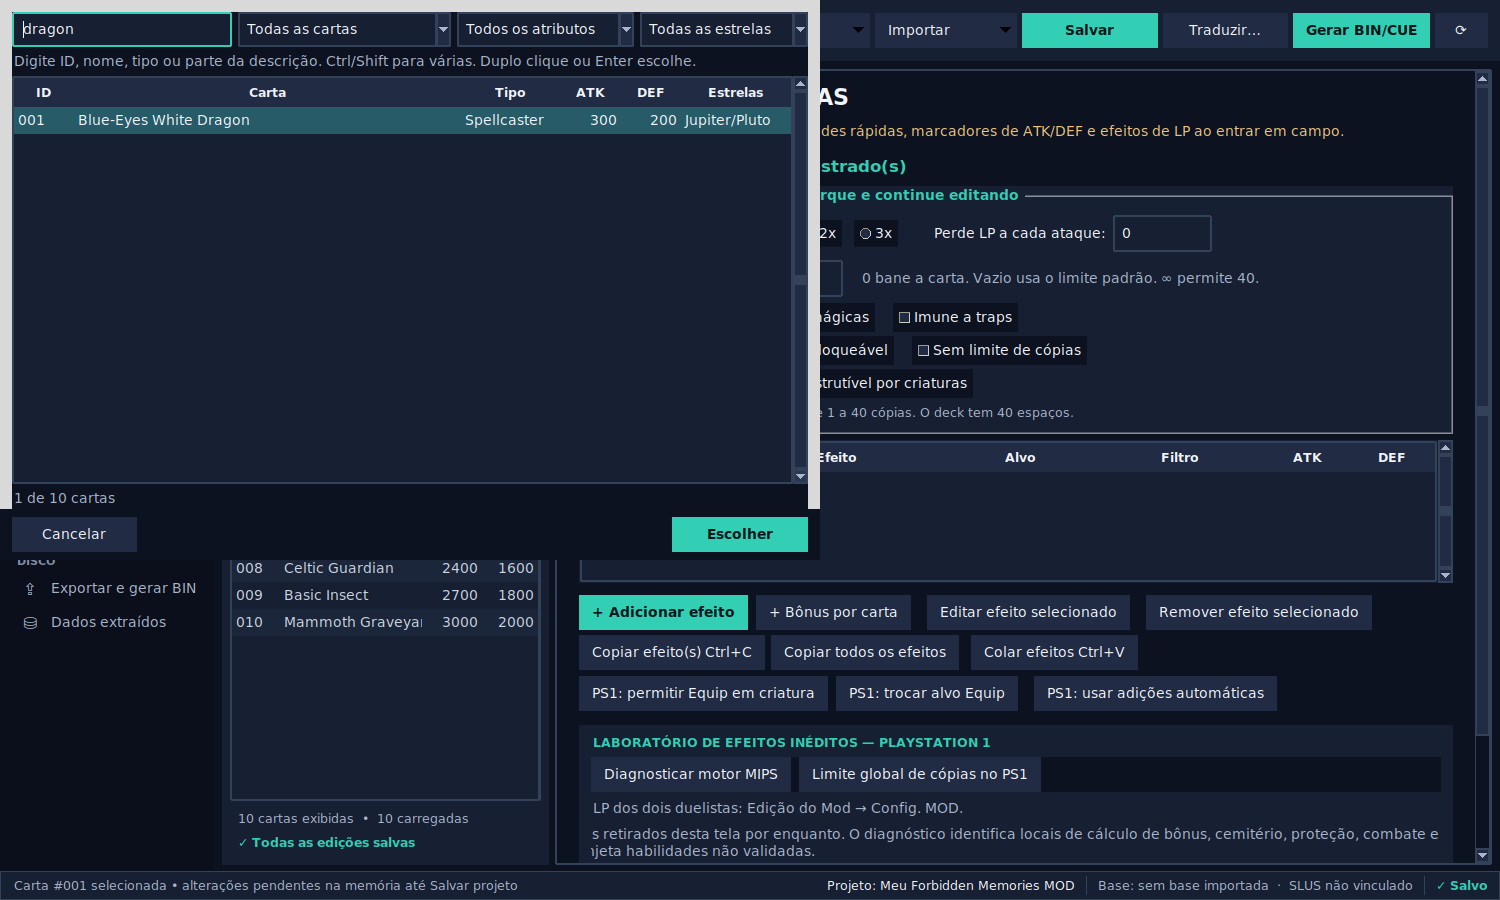 dragon
Todas as cartas
Todos os atributos
Todas as estrelas
Digite ID, nome, tipo ou parte da descrição. Ctrl/Shift para várias. Duplo clique ou Enter escolhe.
ID Carta Tipo ATK DEF Estrelas
001 Blue-Eyes White Dragon Spellcaster 300 200 Jupiter/Pluto
1 de 10 cartas
Cancelar
Escolher
Importar
Salvar
Traduzir...
Gerar BIN/CUE
⟳
AS
des rápidas, marcadores de ATK/DEF e efeitos de LP ao entrar em campo.
strado(s)
rque e continue editando
2x
3x
Perde LP a cada ataque:
0
0 bane a carta. Vazio usa o limite padrão. ∞ permite 40.
nágicas
Imune a traps
loqueável
Sem limite de cópias
strutível por criaturas
e 1 a 40 cópias. O deck tem 40 espaços.
Efeito Alvo Filtro ATK DEF
DISCO
Exportar e gerar BIN
Dados extraídos
008 Celtic Guardian 2400 1600
009 Basic Insect 2700 1800
010 Mammoth Graveyar 3000 2000
10 cartas exibidas • 10 carregadas
✓ Todas as edições salvas
+ Adicionar efeito
+ Bônus por carta
Editar efeito selecionado
Remover efeito selecionado
Copiar efeito(s) Ctrl+C
Copiar todos os efeitos
Colar efeitos Ctrl+V
PS1: permitir Equip em criatura
PS1: trocar alvo Equip
PS1: usar adições automáticas
LABORATÓRIO DE EFEITOS INÉDITOS — PLAYSTATION 1
Diagnosticar motor MIPS
Limite global de cópias no PS1
LP dos dois duelistas: Edição do Mod → Config. MOD.
s retirados desta tela por enquanto. O diagnóstico identifica locais de cálculo de bônus, cemitério, proteção, combate e
njeta habilidades não validadas.
Carta #001 selecionada • alterações pendentes na memória até Salvar projeto
Projeto: Meu Forbidden Memories MOD
Base: sem base importada · SLUS não vinculado
✓ Salvo